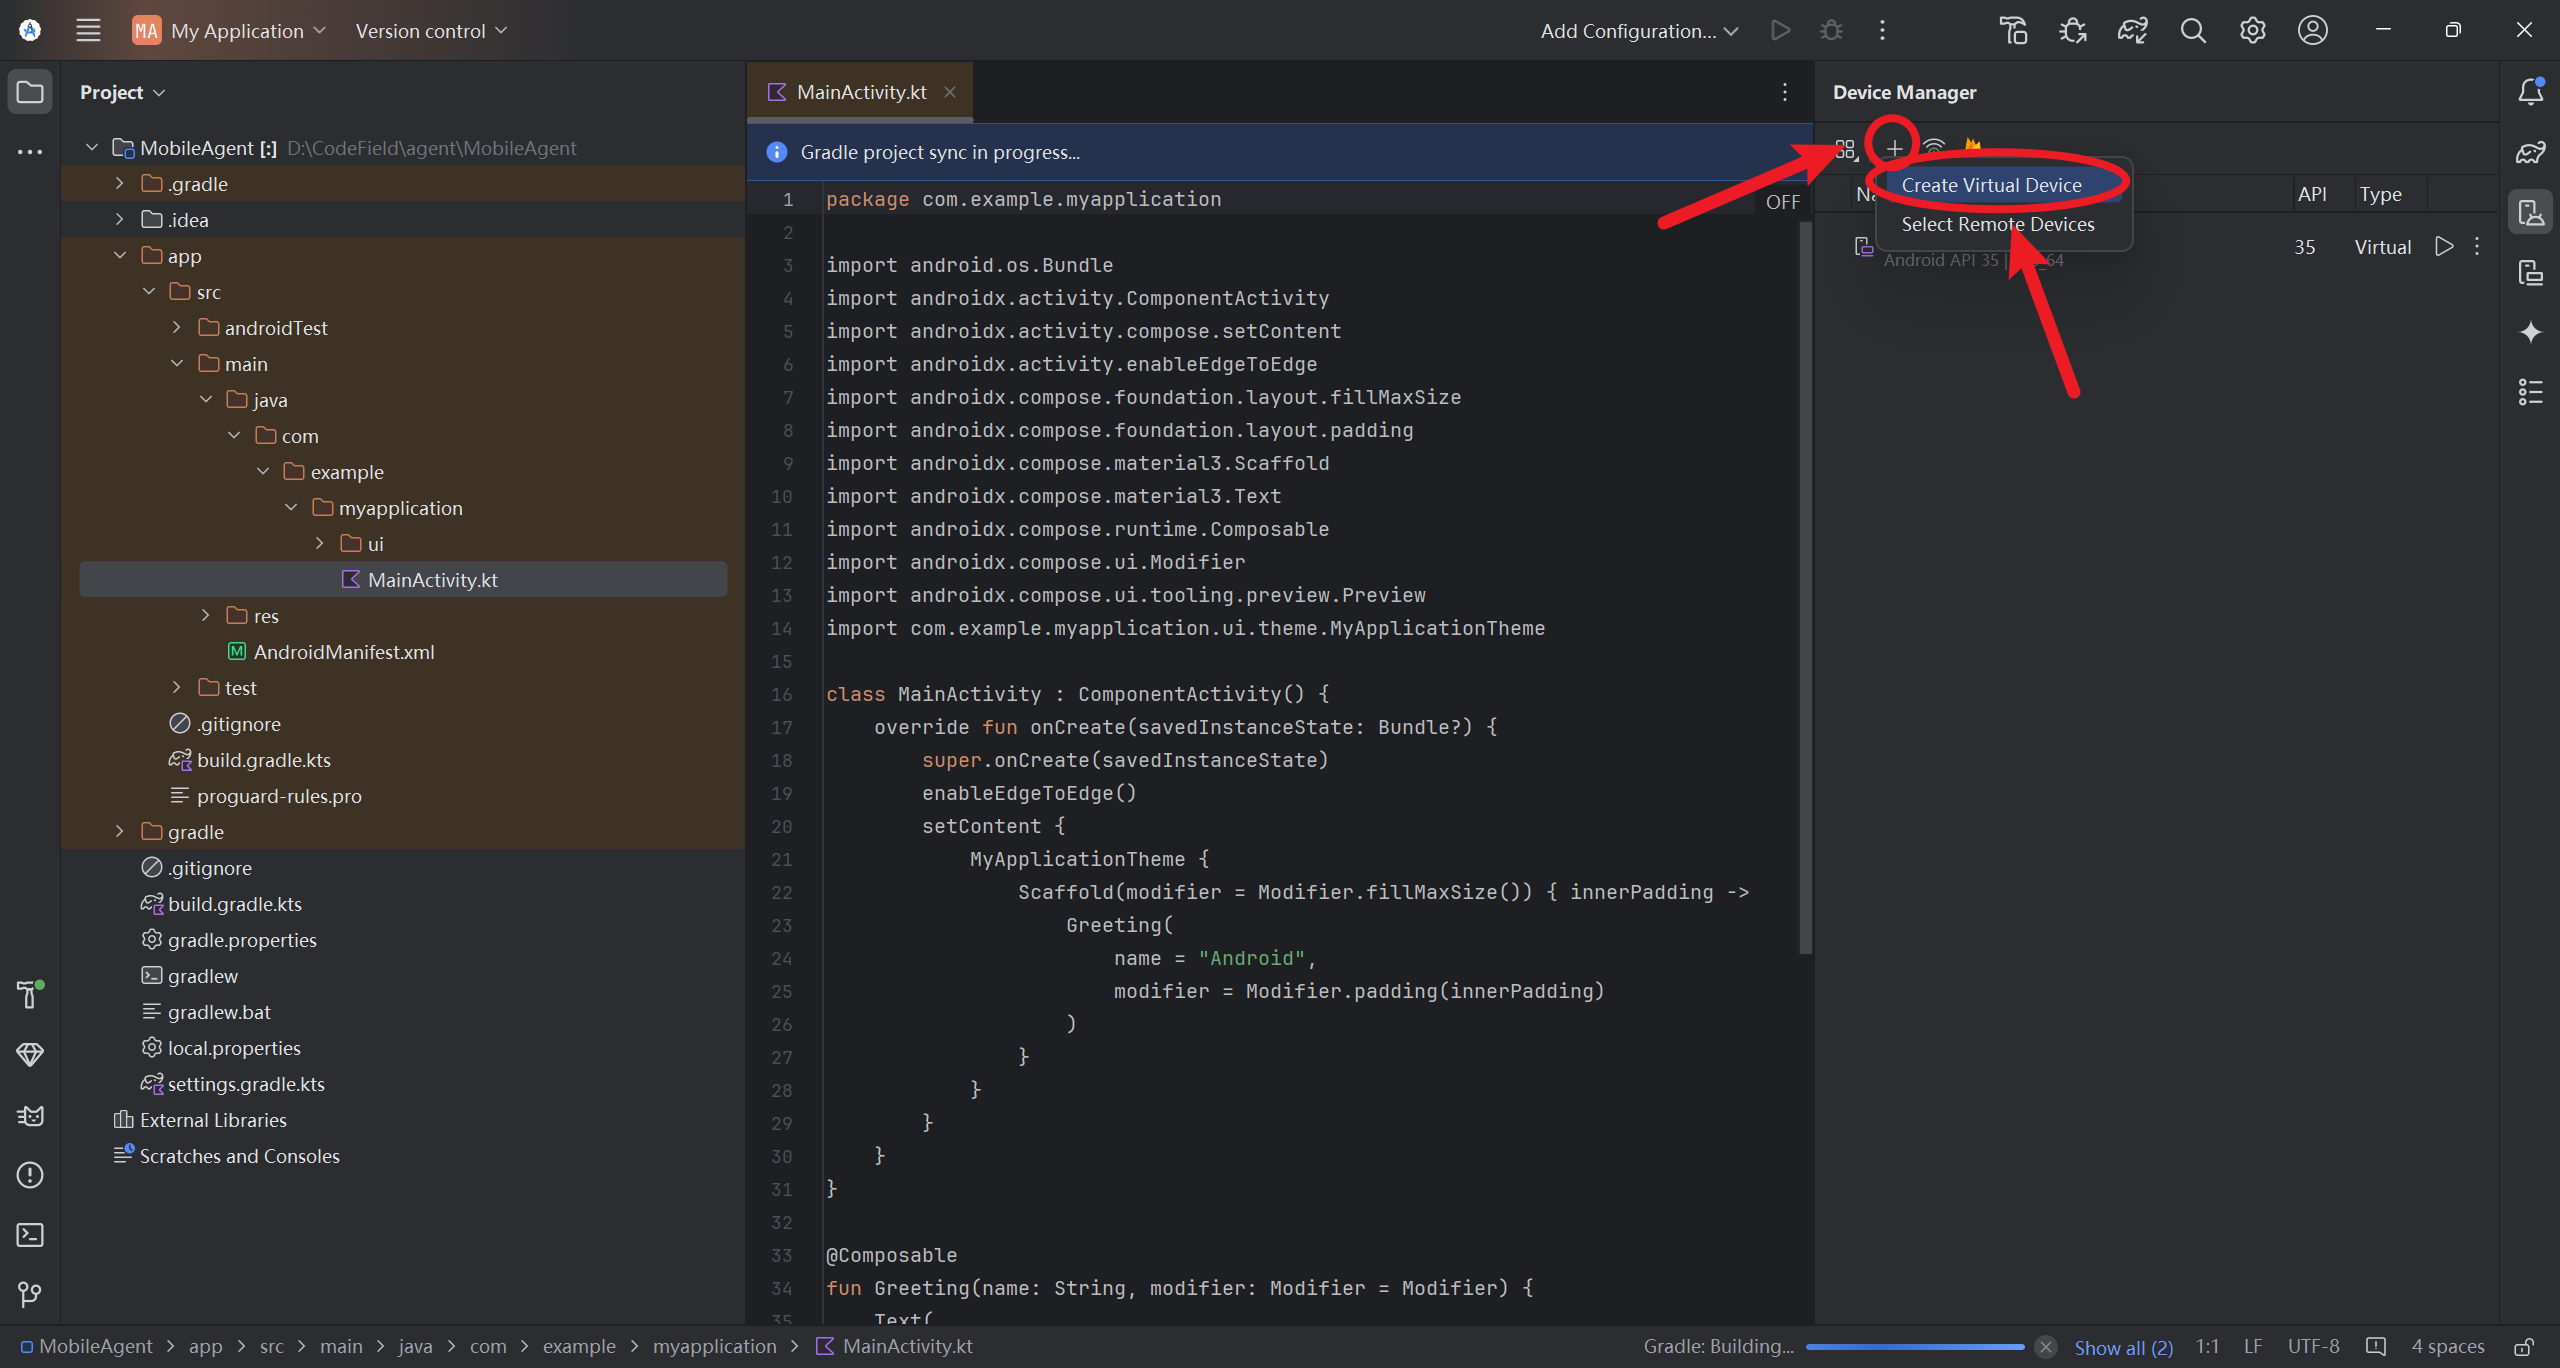 MA My Application
Version control
Add Configuration...
Project
MobileAgent [:] D:\CodeField\agent\MobileAgent
.gradle
.idea
app
src
androidTest
main
java
com
example
myapplication
ui
MainActivity.kt
res
AndroidManifest.xml
test
.gitignore
build.gradle.kts
proguard-rules.pro
gradle
.gitignore
build.gradle.kts
gradle.properties
gradlew
gradlew.bat
local.properties
settings.gradle.kts
External Libraries
Scratches and Consoles
MainActivity.kt
Gradle project sync in progress...
OFF
1 package com.example.myapplication
2
3 import android.os.Bundle
4 import androidx.activity.ComponentActivity
5 import androidx.activity.compose.setContent
6 import androidx.activity.enableEdgeToEdge
7 import androidx.compose.foundation.layout.fillMaxSize
8 import androidx.compose.foundation.layout.padding
9 import androidx.compose.material3.Scaffold
10 import androidx.compose.material3.Text
11 import androidx.compose.runtime.Composable
12 import androidx.compose.ui.Modifier
13 import androidx.compose.ui.tooling.preview.Preview
14 import com.example.myapplication.ui.theme.MyApplicationTheme
15
16 class MainActivity : ComponentActivity() {
17 override fun onCreate(savedInstanceState: Bundle?) {
18 super.onCreate(savedInstanceState)
19 enableEdgeToEdge()
20 setContent {
21 MyApplicationTheme {
22 Scaffold(modifier = Modifier.fillMaxSize()) { innerPadding ->
23 Greeting(
24 name = "Android",
25 modifier = Modifier.padding(innerPadding)
26 )
27 }
28 }
29 }
30 }
31 }
32
33 @Composable
34 fun Greeting(name: String, modifier: Modifier = Modifier) {
35 Text(
Device Manager
Create Virtual Device
Select Remote Devices
API Type
35 Virtual
Android API 35 |
MobileAgent > app > src > main > java > com > example > myapplication > MainActivity.kt
Gradle: Building...
Show all (2)
1:1 LF UTF-8 4 spaces